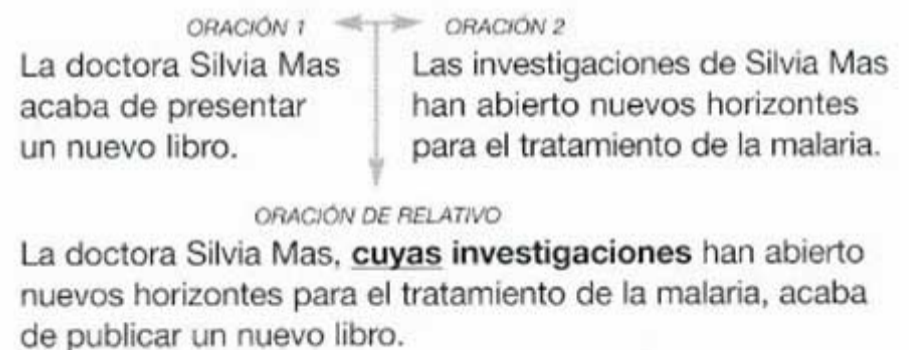 ORACIÓN 1
ORACIÓN 2
La doctora Silvia Mas
acaba de presentar
un nuevo libro.
Las investigaciones de Silvia Mas
han abierto nuevos horizontes
para el tratamiento de la malaria.
ORACIÓN DE RELATIVO
La doctora Silvia Mas, cuyas investigaciones han abierto
nuevos horizontes para el tratamiento de la malaria, acaba
de publicar un nuevo libro.